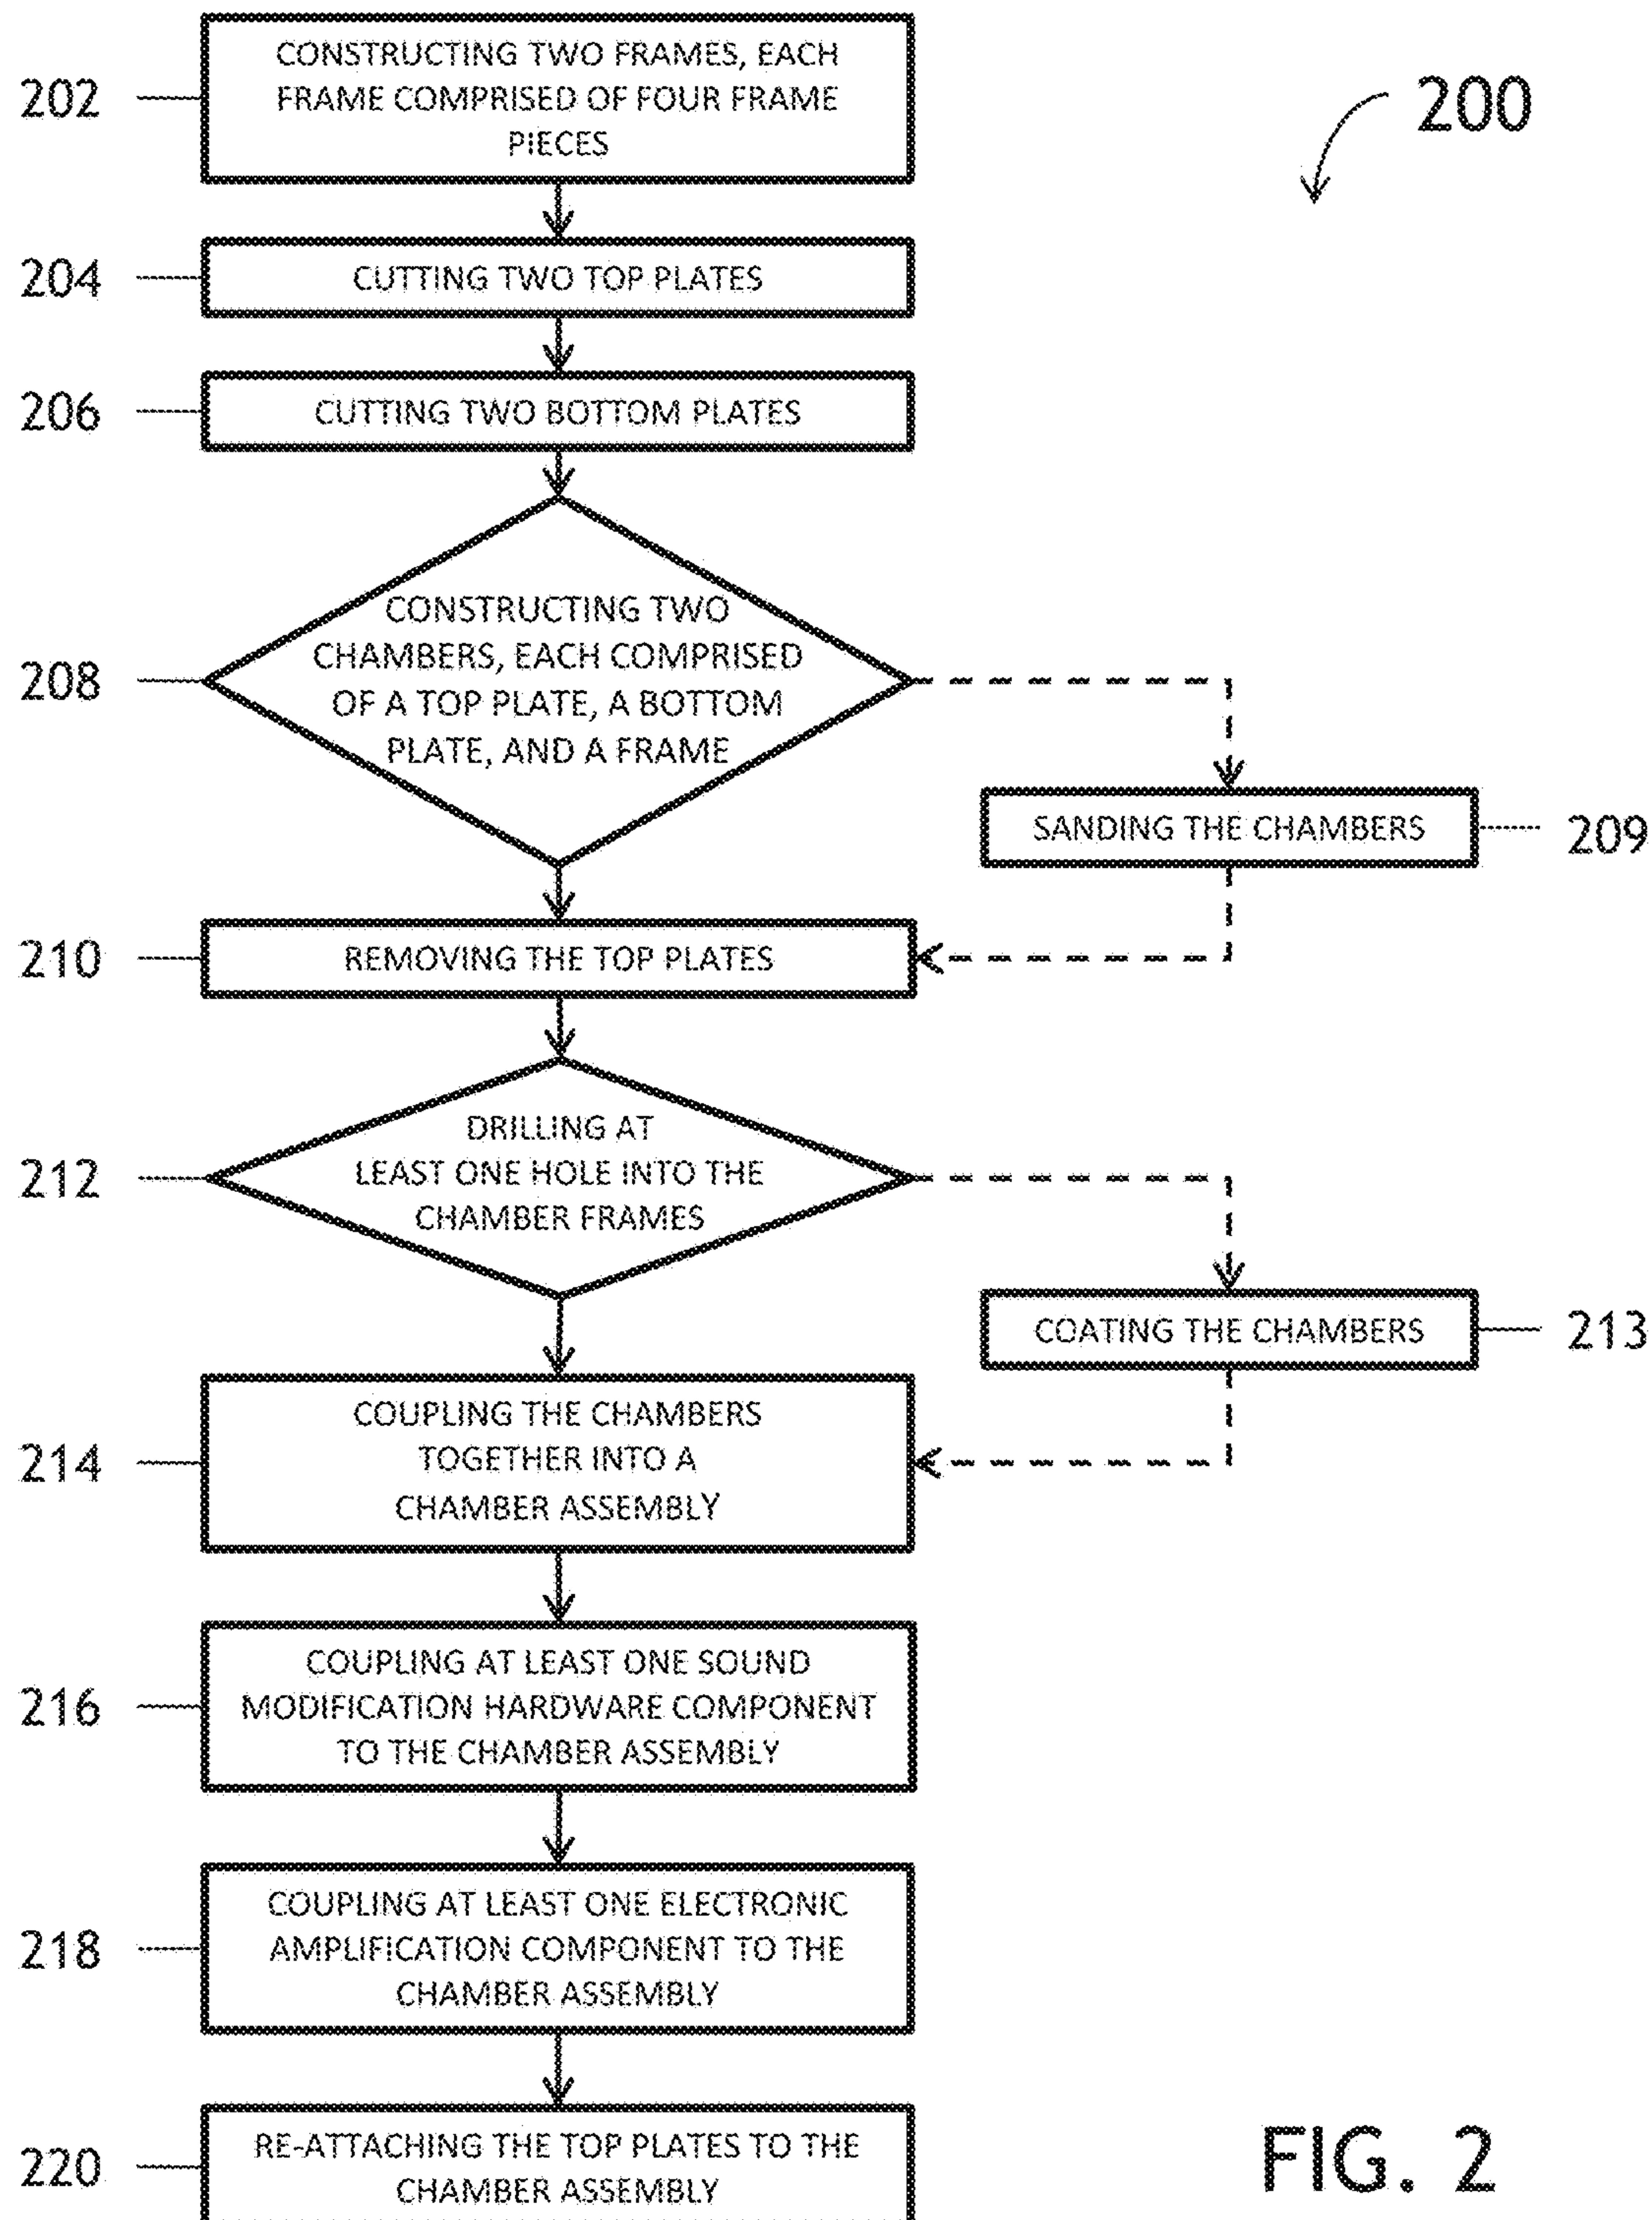 200
202
CONSTRUCTING TWO FRAMES, EACH
FRAME COMPRISED OF FOUR FRAME
PIECES
204
CUTTING TWO TOP PLATES
206
CUTTING TWO BOTTOM PLATES
208
CONSTRUCTING TWO
CHAMBERS, EACH COMPRISED
OF A TOP PLATE, A BOTTOM
PLATE, AND A FRAME
SANDING THE CHAMBERS
209
210
REMOVING THE TOP PLATES
212
DRILLING AT
LEAST ONE HOLE INTO THE
CHAMBER FRAMES
COATING THE CHAMBERS
213
214
COUPLING THE CHAMBERS
TOGETHER INTO A
CHAMBER ASSEMBLY
216
COUPLING AT LEAST ONE SOUND
MODIFICATION HARDWARE COMPONENT
TO THE CHAMBER ASSEMBLY
218
COUPLING AT LEAST ONE ELECTRONIC
AMPLIFICATION COMPONENT TO THE
CHAMBER ASSEMBLY
220
RE-ATTACHING THE TOP PLATES TO THE
CHAMBER ASSEMBLY
FIG. 2